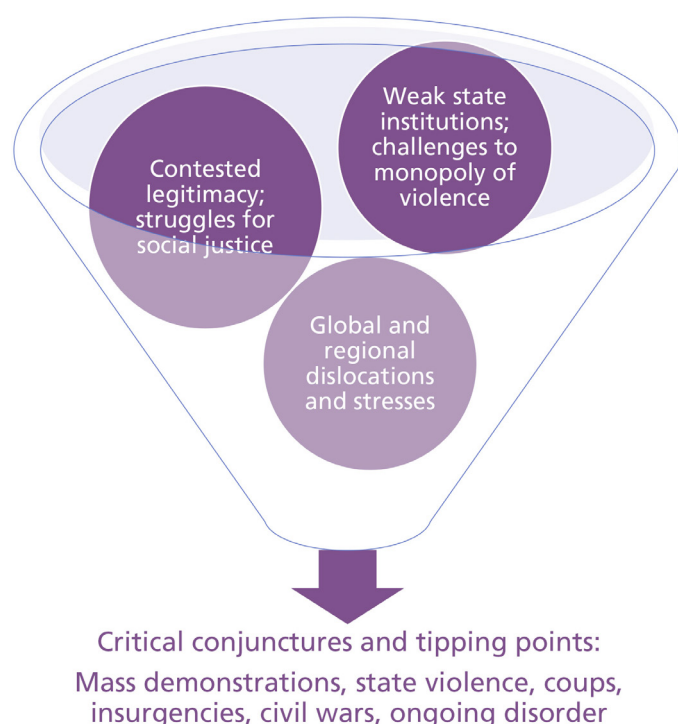 Weak state
institutions;
challenges to
monopoly of
violence
Contested
legitimacy;
struggles for
social justice
Global and
regional
dislocations
and stresses
Critical conjunctures and tipping points:
Mass demonstrations, state violence, coups,
insurgencies, civil wars, ongoing disorder